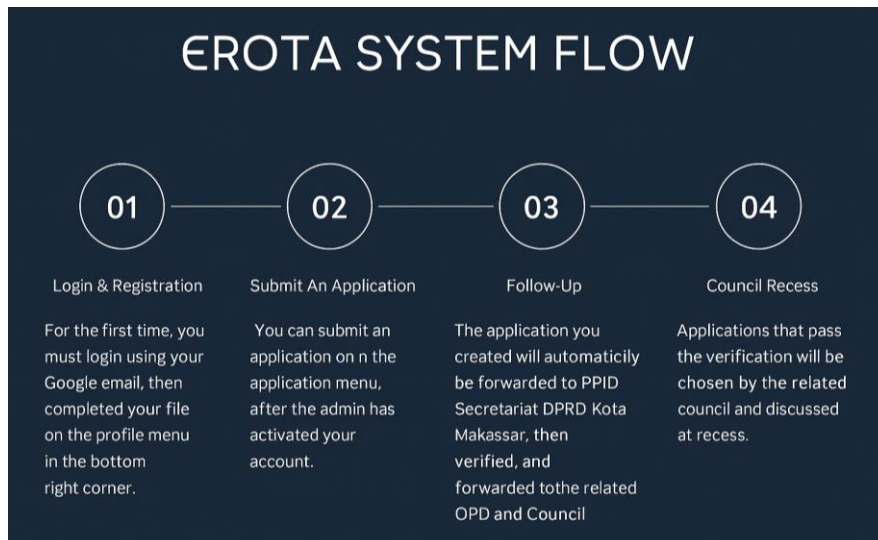 EROTA SYSTEM FLOW
01
02
03
04
Login & Registration
For the first time, you
must login using your
Google email, then
completed your file
on the profile menu
in the bottom
right corner.
Submit An Application
You can submit an
application on n the
application menu,
after the admin has
activated your
account.
Follow-Up
The application you
created will automaticily
be forwarded to PPID
Secretariat DPRD Kota
Makassar, then
verified, and
forwarded tothe related
OPD and Council
Council Recess
Applications that pass
the verification will be
chosen by the related
council and discussed
at recess.